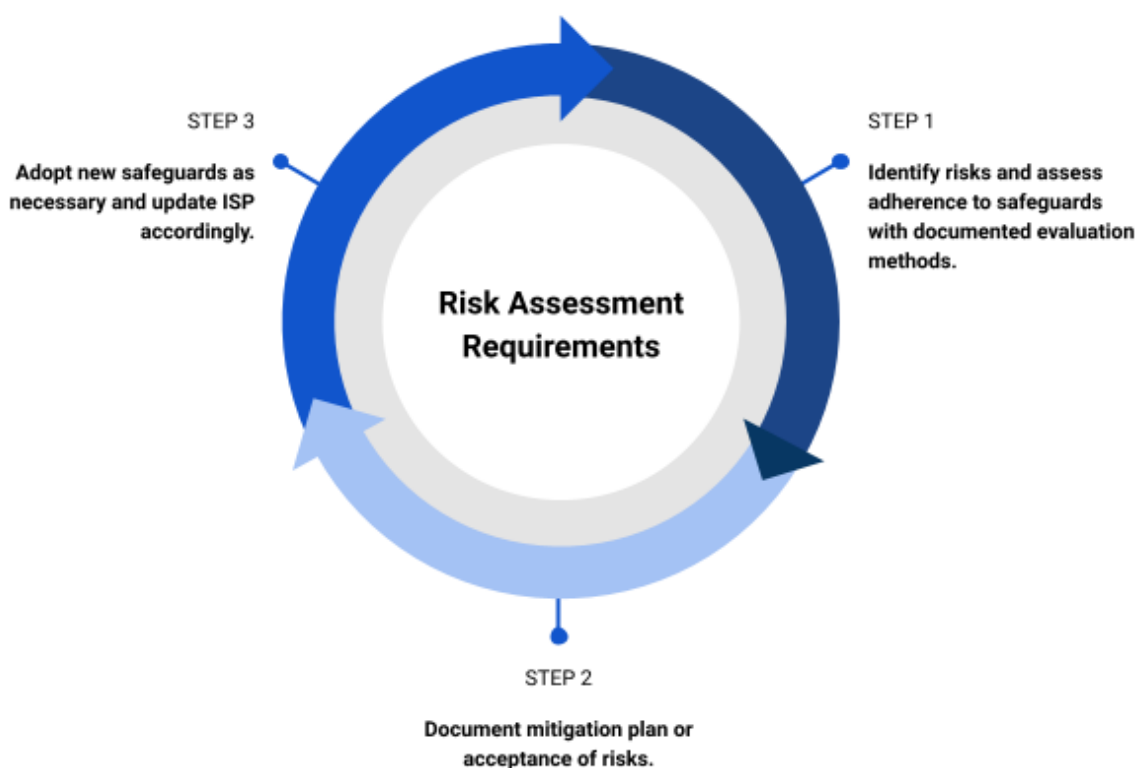 Risk Assessment
Requirements
STEP 1
Identify risks and assess
adherence to safeguards
with documented evaluation
methods.
STEP 2
Document mitigation plan or
acceptance of risks.
STEP 3
Adopt new safeguards as
necessary and update ISP
accordingly.